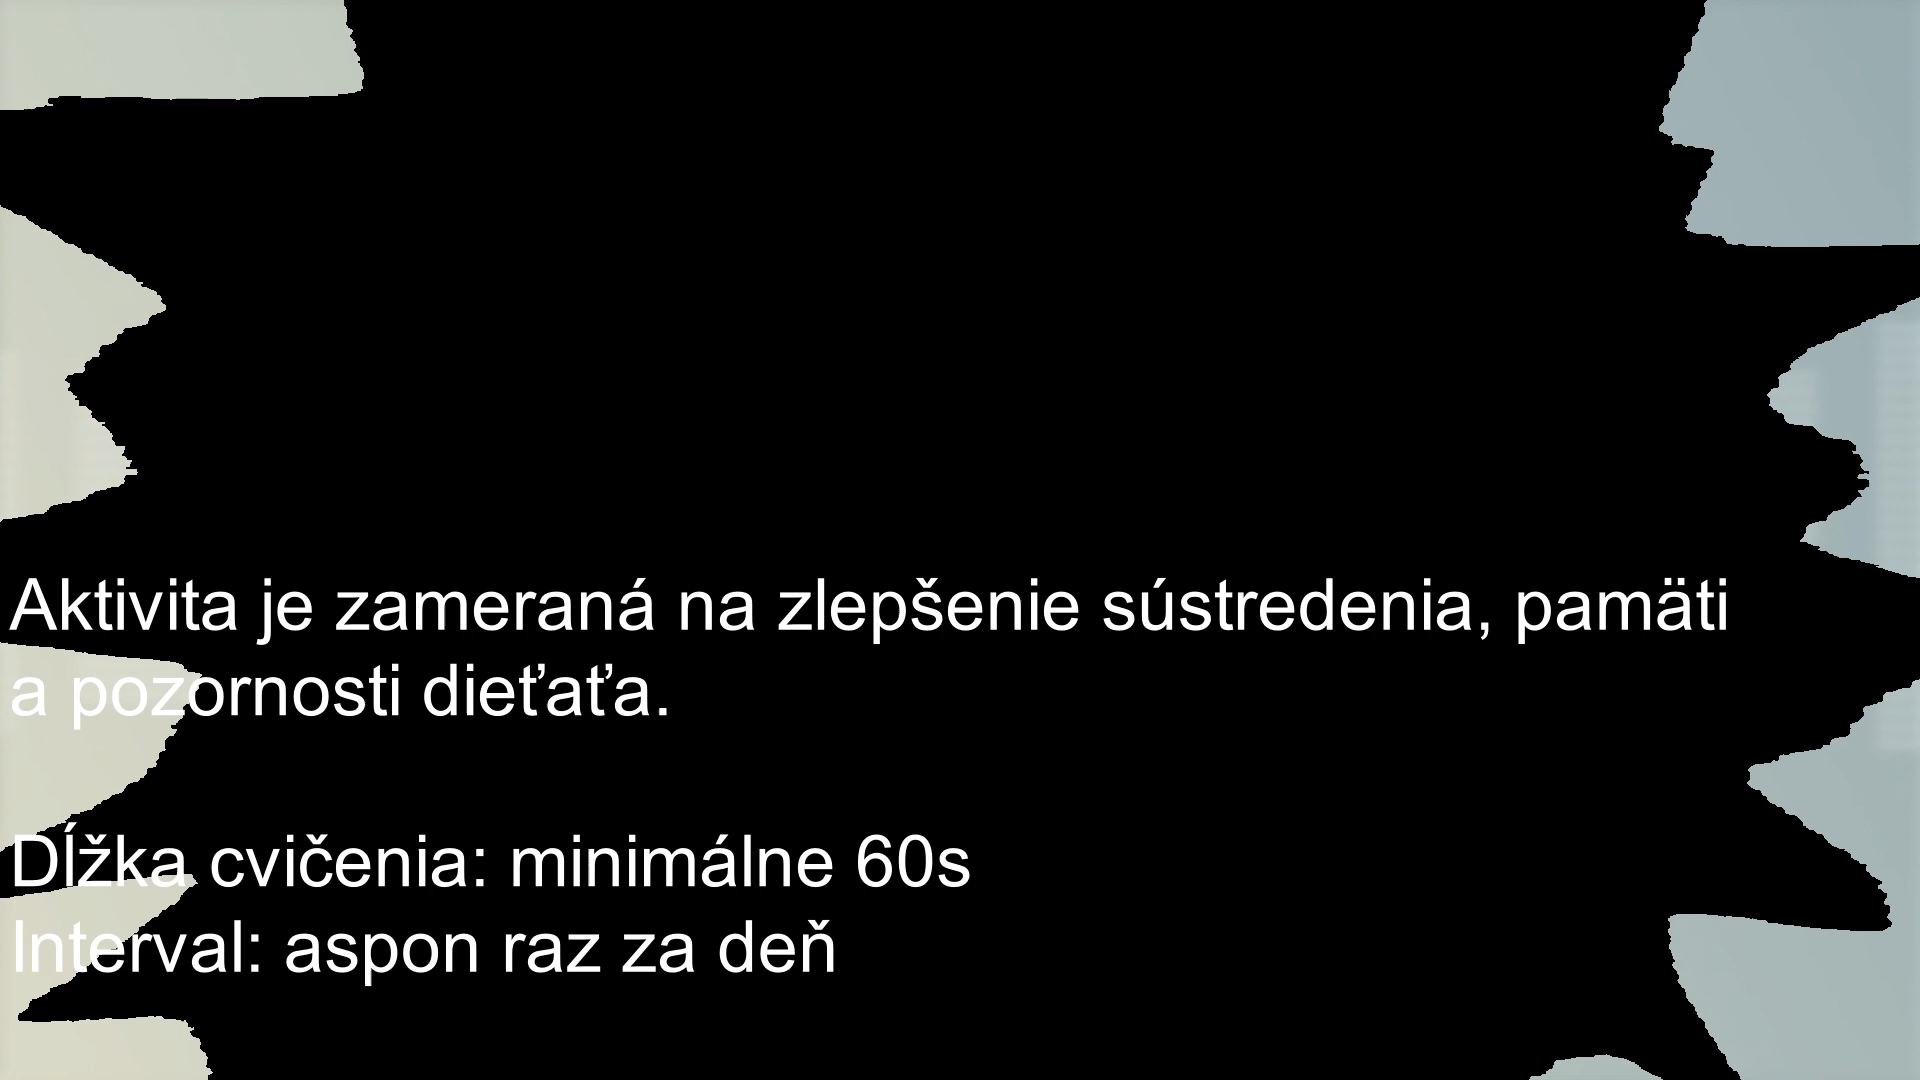 Aktivita je zameraná na zlepšenie sústredenia, pamäti
a pozornosti dieťaťa.
Dĺžka cvičenia: minimálne 60s
Interval: aspon raz za deň